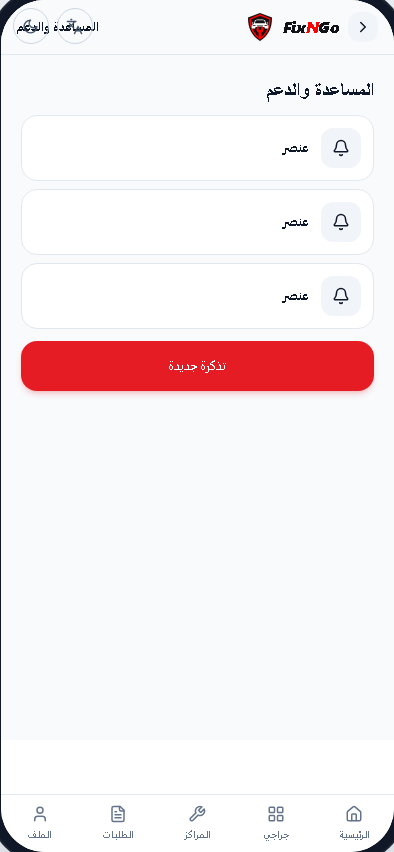 FixNGo
المساعدة والدعم
المساعدة والدعم
عنصر
عنصر
عنصر
تذكرة جديدة
الرئيسية
جراجي
المراكز
الطلبات
الملف